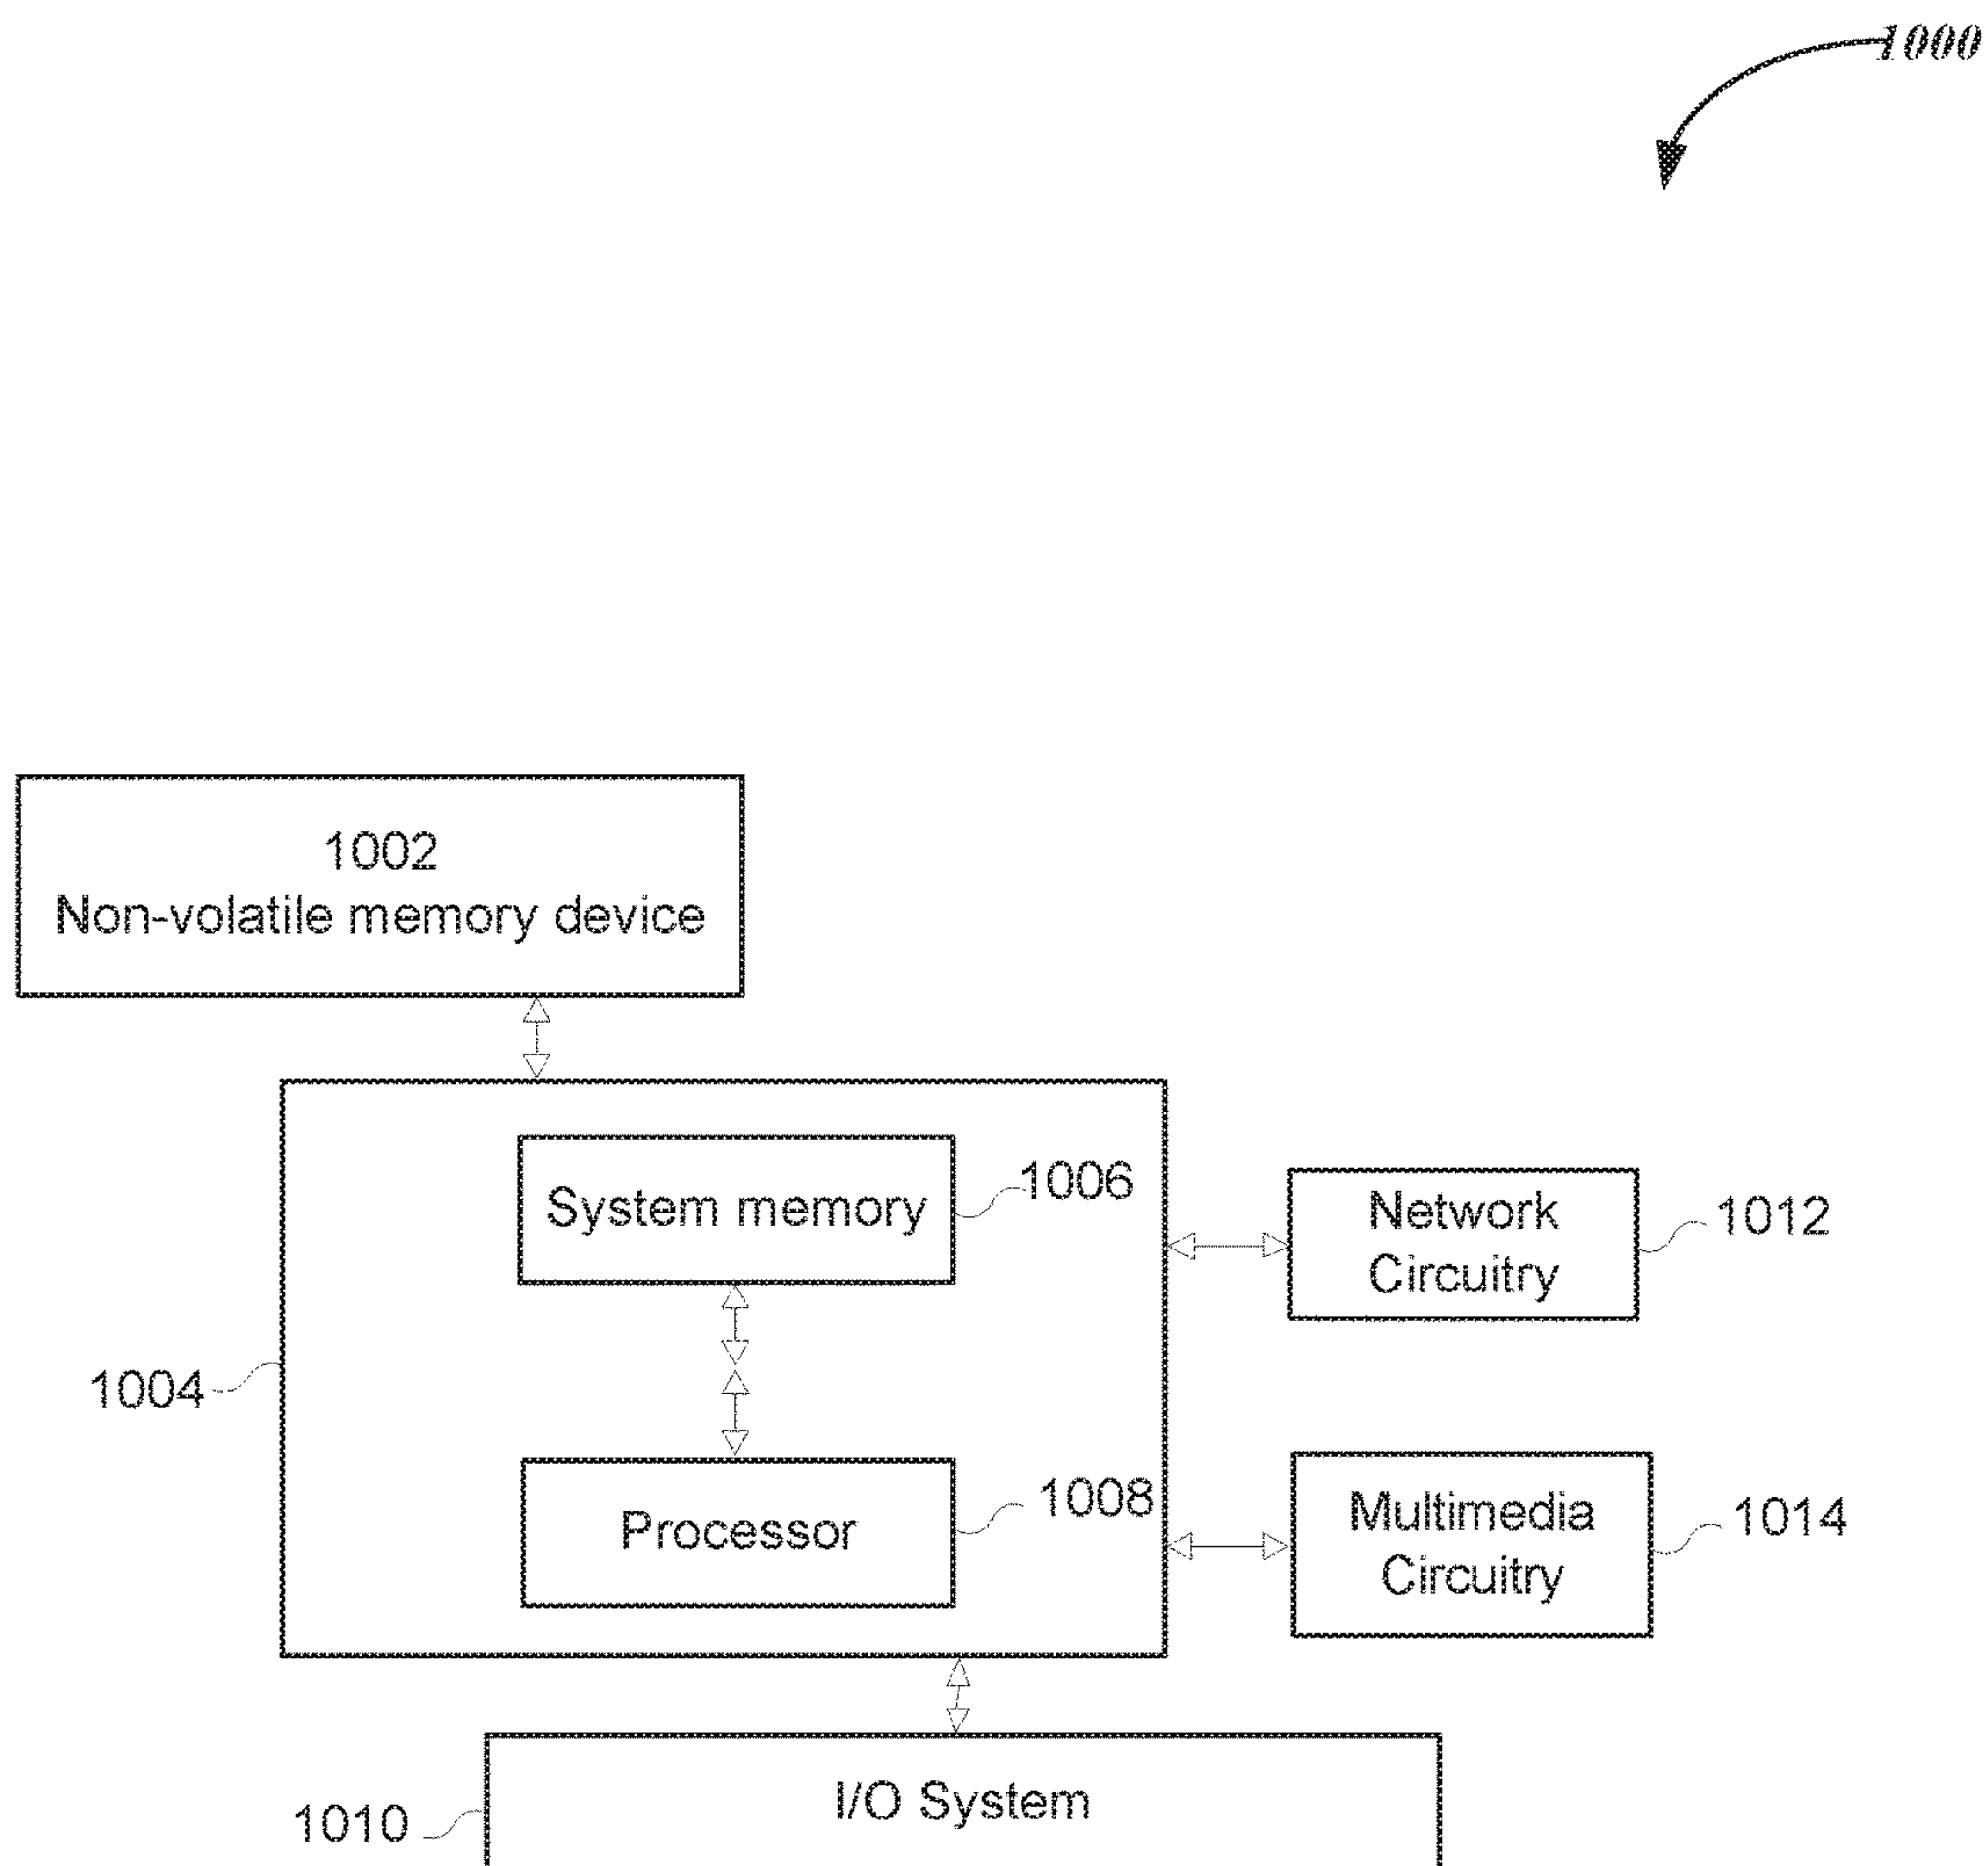 1000
1002
Non-volatile memory device
System memory
1006
Network
Circuitry
1012
1004
Processor
1008
Multimedia
Circuitry
1014
I/O System
1010